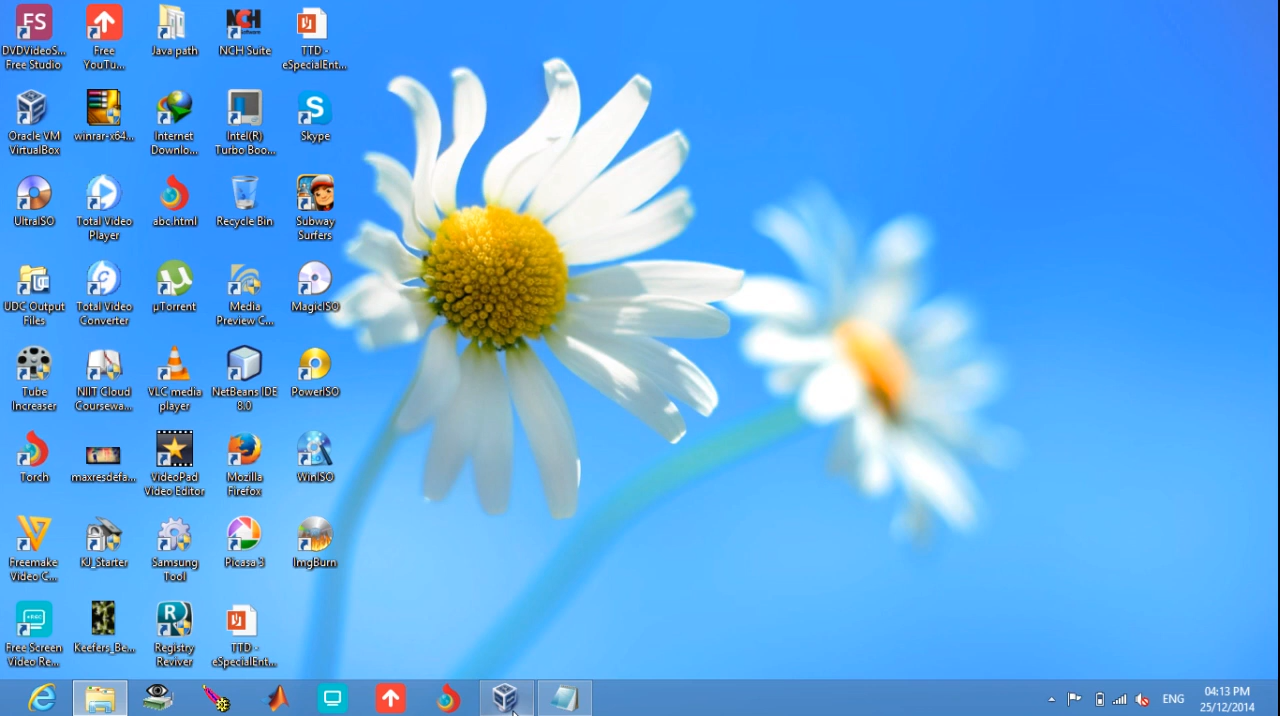 DVDVideoS...
Free Studio
Free
YouTu...
Java path
NCH
Software
NCH Suite
TTD -
eSpecialEnt...
Oracle VM
VirtualBox
winrar-x64...
Internet
Downlo...
Intel(R)
Turbo Boo...
Skype
UltraISO
Total Video
Player
abc.html
Recycle Bin
Subway
Surfers
UDC Output
Files
Total Video
Converter
µTorrent
Media
Preview C...
MagicISO
Tube
Increaser
NIIT Cloud
Coursewa...
VLC media
player
NetBeans IDE
8.0
PowerISO
Torch
maxresdefa...
VideoPad
Video Editor
Mozilla
Firefox
WinISO
Freemake
Video C...
KJ_Starter
Samsung
Tool
Picasa 3
ImgBurn
Free Screen
Video Re...
Keefers_Be...
Registry
Reviver
TTD -
eSpecialEnt...
ENG
04:13 PM
25/12/2014